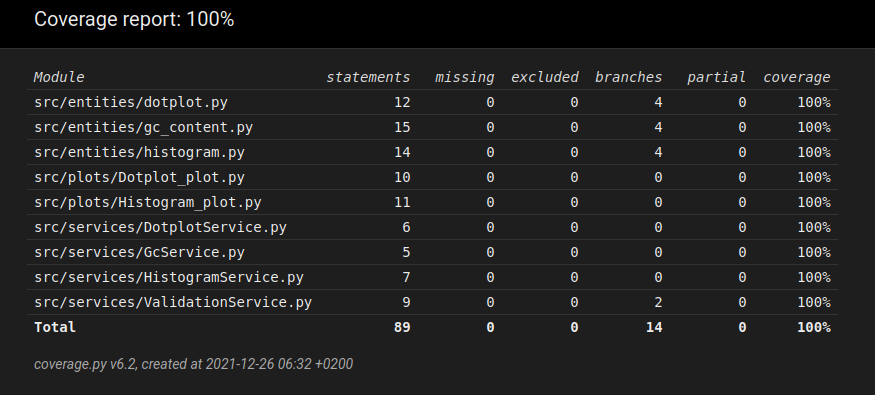 Coverage report: 100%
Module statements missing excluded branches partial coverage
src/entities/dotplot.py 12 0 0 4 0 100%
src/entities/gc_content.py 15 0 0 4 0 100%
src/entities/histogram.py 14 0 0 4 0 100%
src/plots/Dotplot_plot.py 10 0 0 0 0 100%
src/plots/Histogram_plot.py 11 0 0 0 0 100%
src/services/DotplotService.py 6 0 0 0 0 100%
src/services/GcService.py 5 0 0 0 0 100%
src/services/HistogramService.py 7 0 0 0 0 100%
src/services/ValidationService.py 9 0 0 2 0 100%
Total 89 0 0 14 0 100%
coverage.py v6.2, created at 2021-12-26 06:32 +0200